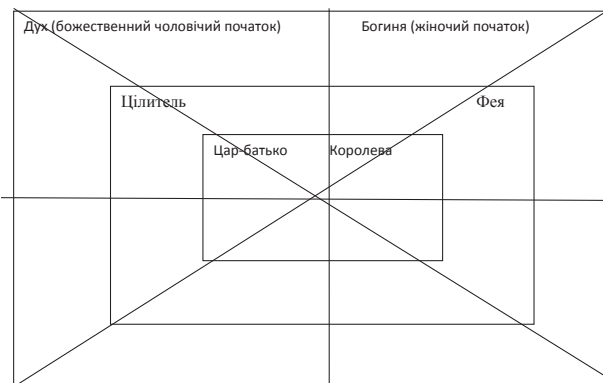 Дух (божественний чоловічий початок) Богиня (жіночий початок)
Цілитель Фея
Цар-батько Королева